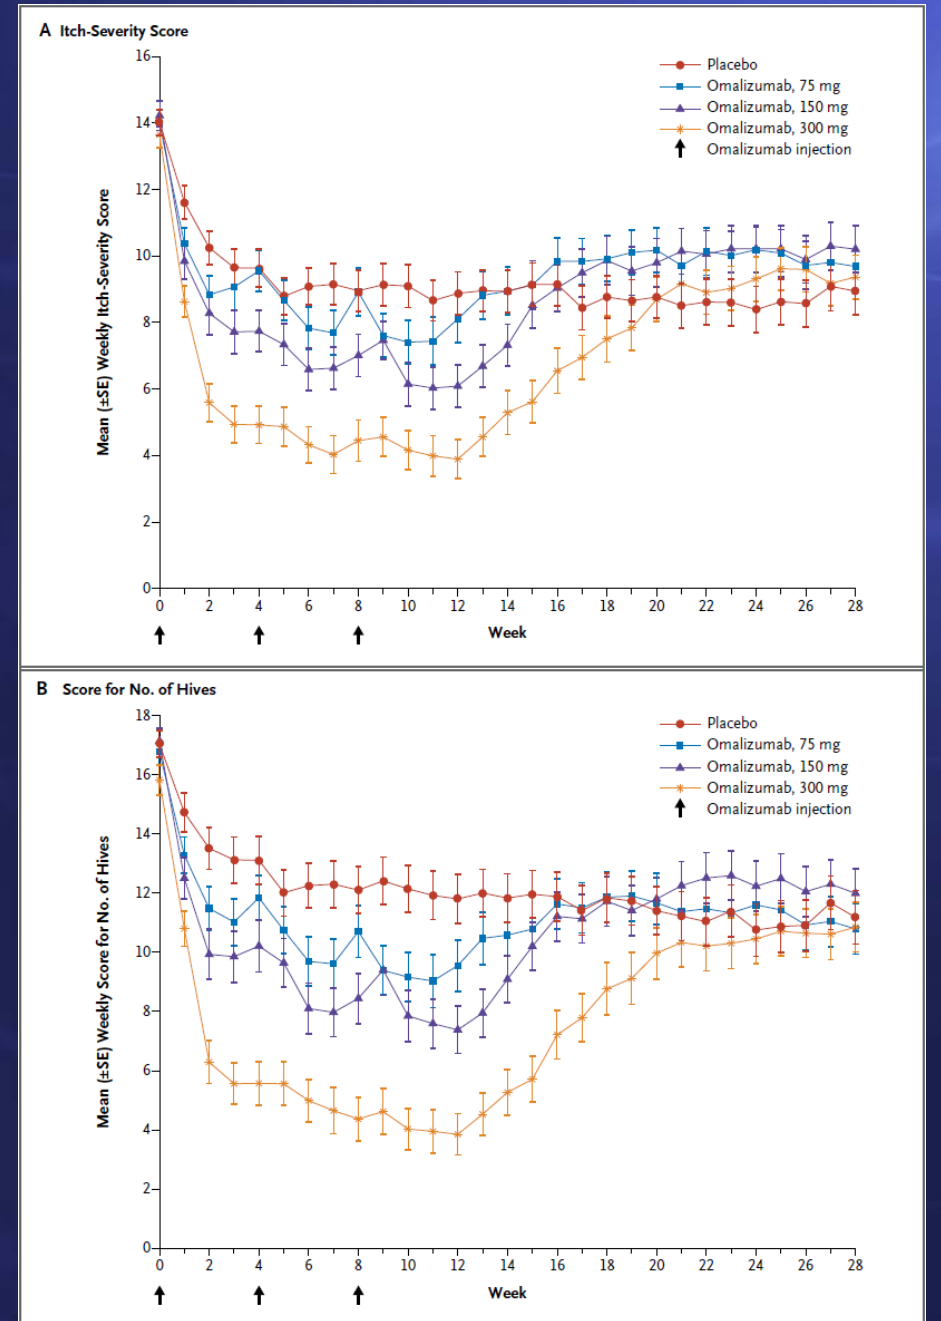 A Itch-Severity Score
Placebo
Omalizumab, 75 mg
Omalizumab, 150 mg
Omalizumab, 300 mg
Omalizumab injection
Mean (±SE) Weekly Itch-Severity Score
16
14
12
10
8
6
4
2
0
0 2 4 6 8 10 12 14 16 18 20 22 24 26 28
Week
B Score for No. of Hives
Placebo
Omalizumab, 75 mg
Omalizumab, 150 mg
Omalizumab, 300 mg
Omalizumab injection
Mean (±SE) Weekly Score for No. of Hives
18
16
14
12
10
8
6
4
2
0
0 2 4 6 8 10 12 14 16 18 20 22 24 26 28
Week